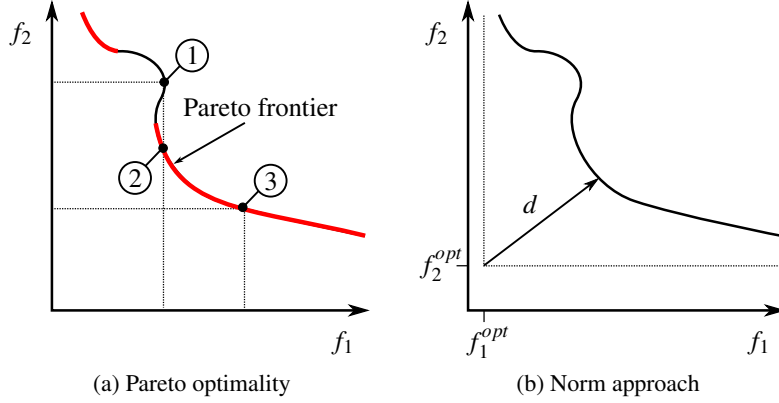 f₂
1
Pareto frontier
2
3
f₁
(a) Pareto optimality
f₂
d
f₂ᵒᵖᵗ
f₁ᵒᵖᵗ
f₁
(b) Norm approach